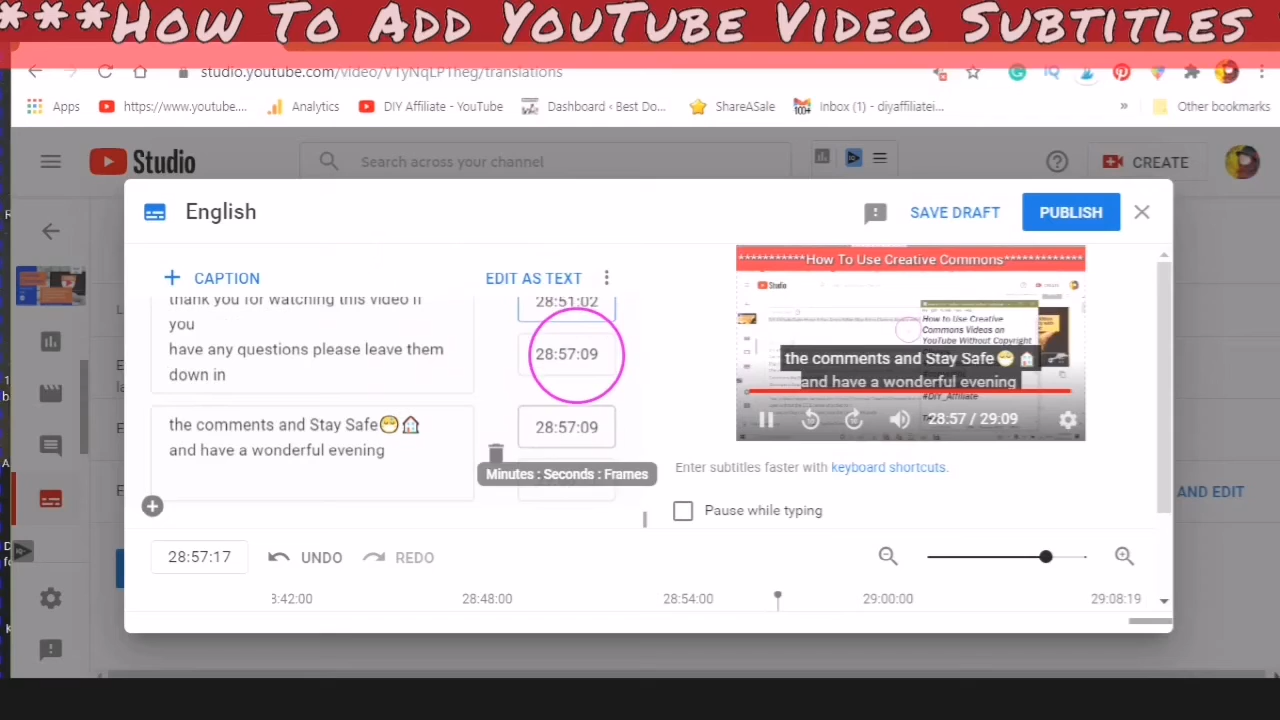 ***How To Add YouTube Video Subtitles
studio.youtube.com/video/V1yNqLP1heg/translations
Apps
https://www.youtube....
Analytics
DIY Affiliate - YouTube
Dashboard ‹ Best Do...
ShareASale
100+
Inbox (1) - diyaffiliatei...
»
Other bookmarks
Studio
Search across your channel
CREATE
English
SAVE DRAFT
PUBLISH
+ CAPTION
EDIT AS TEXT
thank you for watching this video if
you
have any questions please leave them
down in
28:51:02
28:57:09
the comments and Stay Safe😷🏠
and have a wonderful evening
28:57:09
Minutes : Seconds : Frames
***********How To Use Creative Commons*************
Studio
How to Use Creative
Commons Videos on
YouTube Without Copyright
the comments and Stay Safe😷🏠
and have a wonderful evening
#DIY_Affiliate
28:57 / 29:09
Enter subtitles faster with keyboard shortcuts.
Pause while typing
AND EDIT
28:57:17
UNDO
REDO
8:42:00
28:48:00
28:54:00
29:00:00
29:08:19